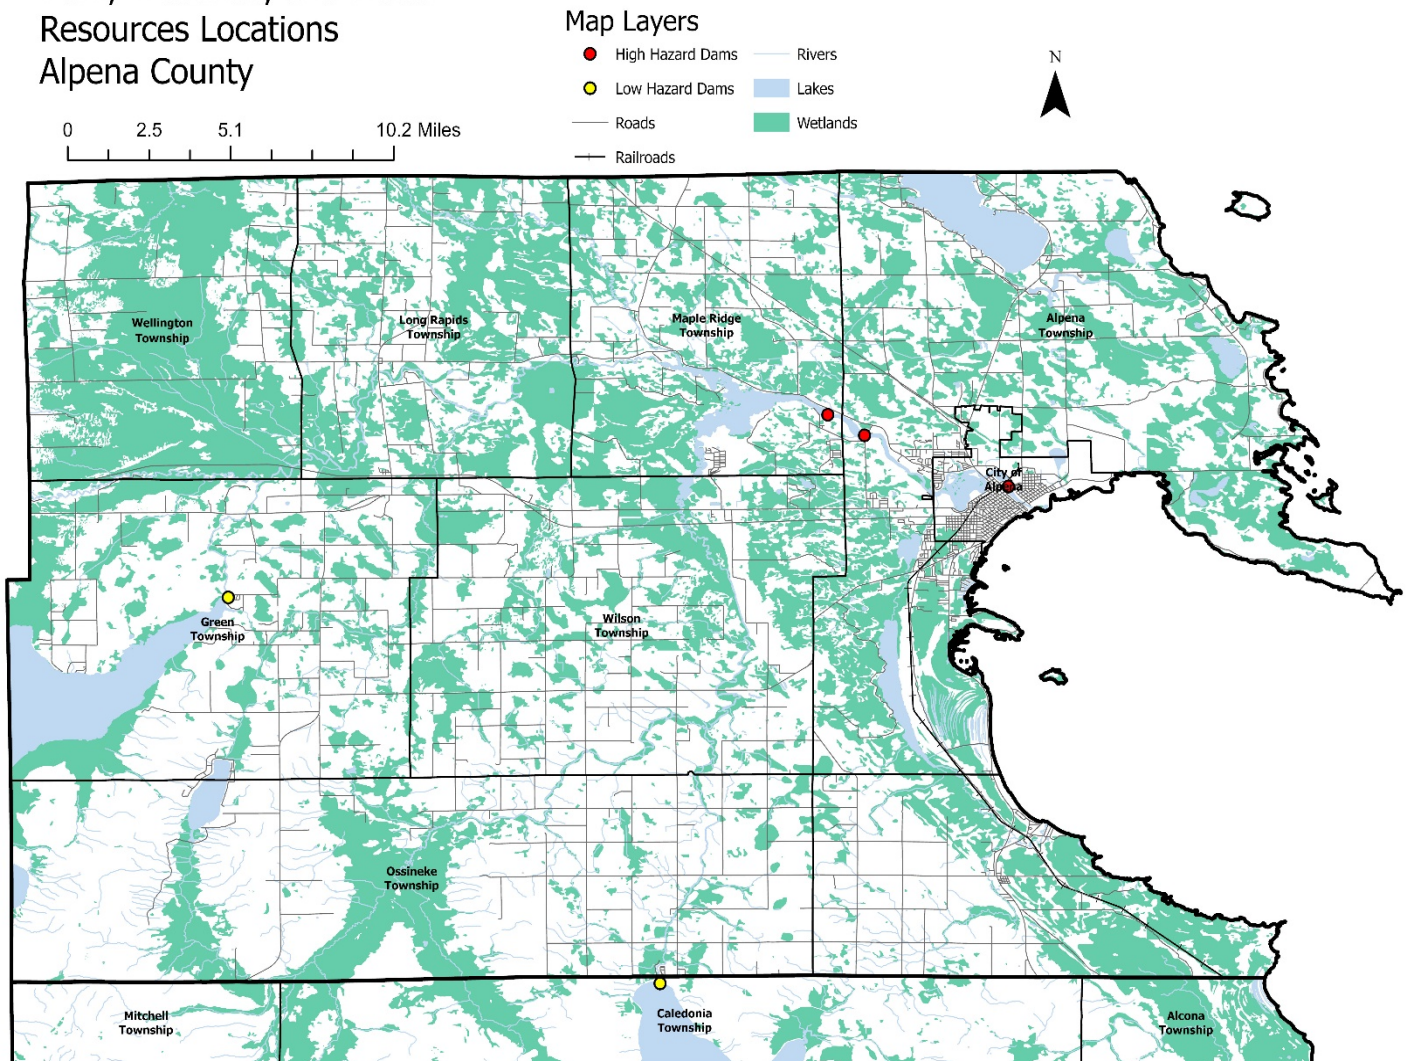 Resources Locations
Alpena County
0 2.5 5.1 10.2 Miles
Map Layers
High Hazard Dams
Low Hazard Dams
Roads
Railroads
Rivers
Lakes
Wetlands
N
Wellington
Township
Long Rapids
Township
Maple Ridge
Township
Alpena
Township
City of
Alpena
Green
Township
Wilson
Township
Ossineke
Township
Mitchell
Township
Caledonia
Township
Alcona
Township